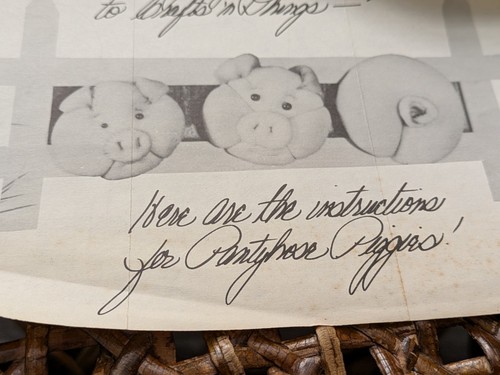 to Crafts 'n Things —
Here are the instructions
for Pantyhose Piggies!